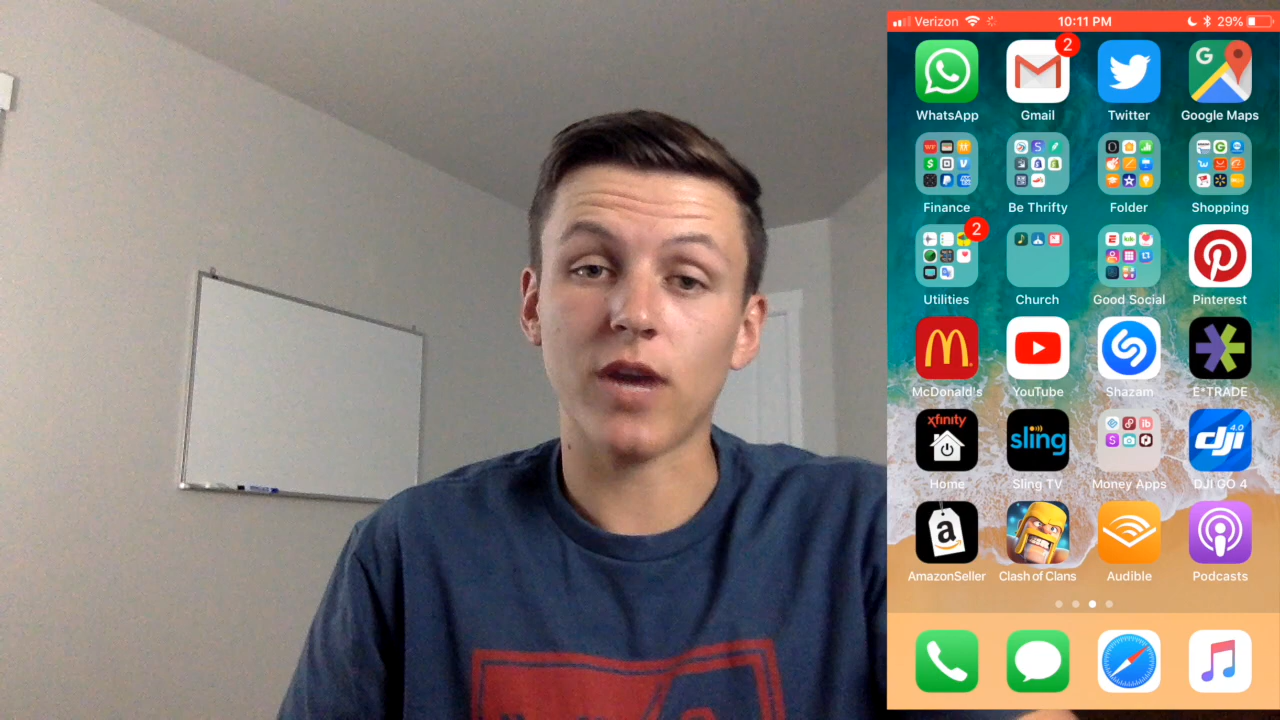 Verizon 10:11 PM 29%
2
WhatsApp Gmail Twitter Google Maps
Finance Be Thrifty Folder Shopping
2
Utilities Church Good Social Pinterest
McDonald's YouTube Shazam E*TRADE
xfinity sling dji 4.0
Home Sling TV Money Apps DJI GO 4
AmazonSeller Clash of Clans Audible Podcasts